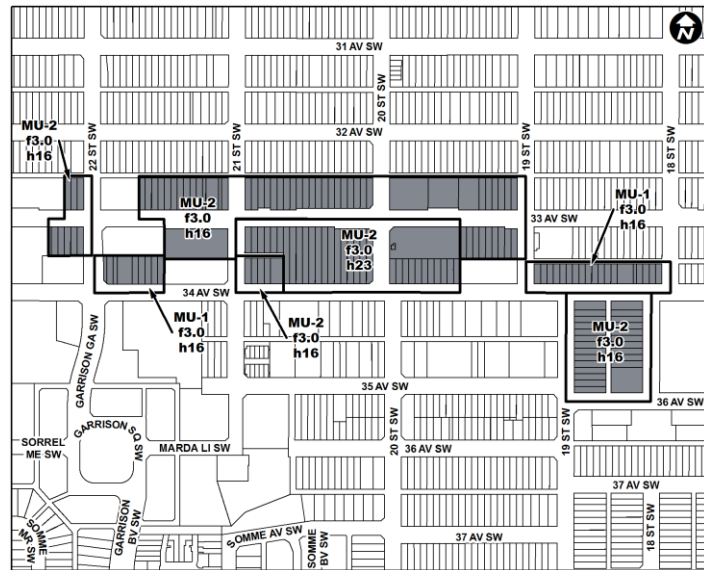 N
31 AV SW
20 ST SW
32 AV SW
MU-2
f3.0
h16
22 ST SW
21 ST SW
19 ST SW
18 ST SW
MU-2
f3.0
h16
33 AV SW
MU-1
f3.0
h16
MU-2
f3.0
h23
34 AV SW
MU-1
f3.0
h16
MU-2
f3.0
h16
MU-2
f3.0
h16
GARRISON GA SW
35 AV SW
36 AV SW
GARRISON SQ SW
SORREL
ME SW
MARDA LI SW
20 ST SW
36 AV SW
19 ST SW
37 AV SW
SOMME
MR SW
GARRISON
BV SW
SOMME AV SW
SOMME
BV SW
37 AV SW
18 ST SW